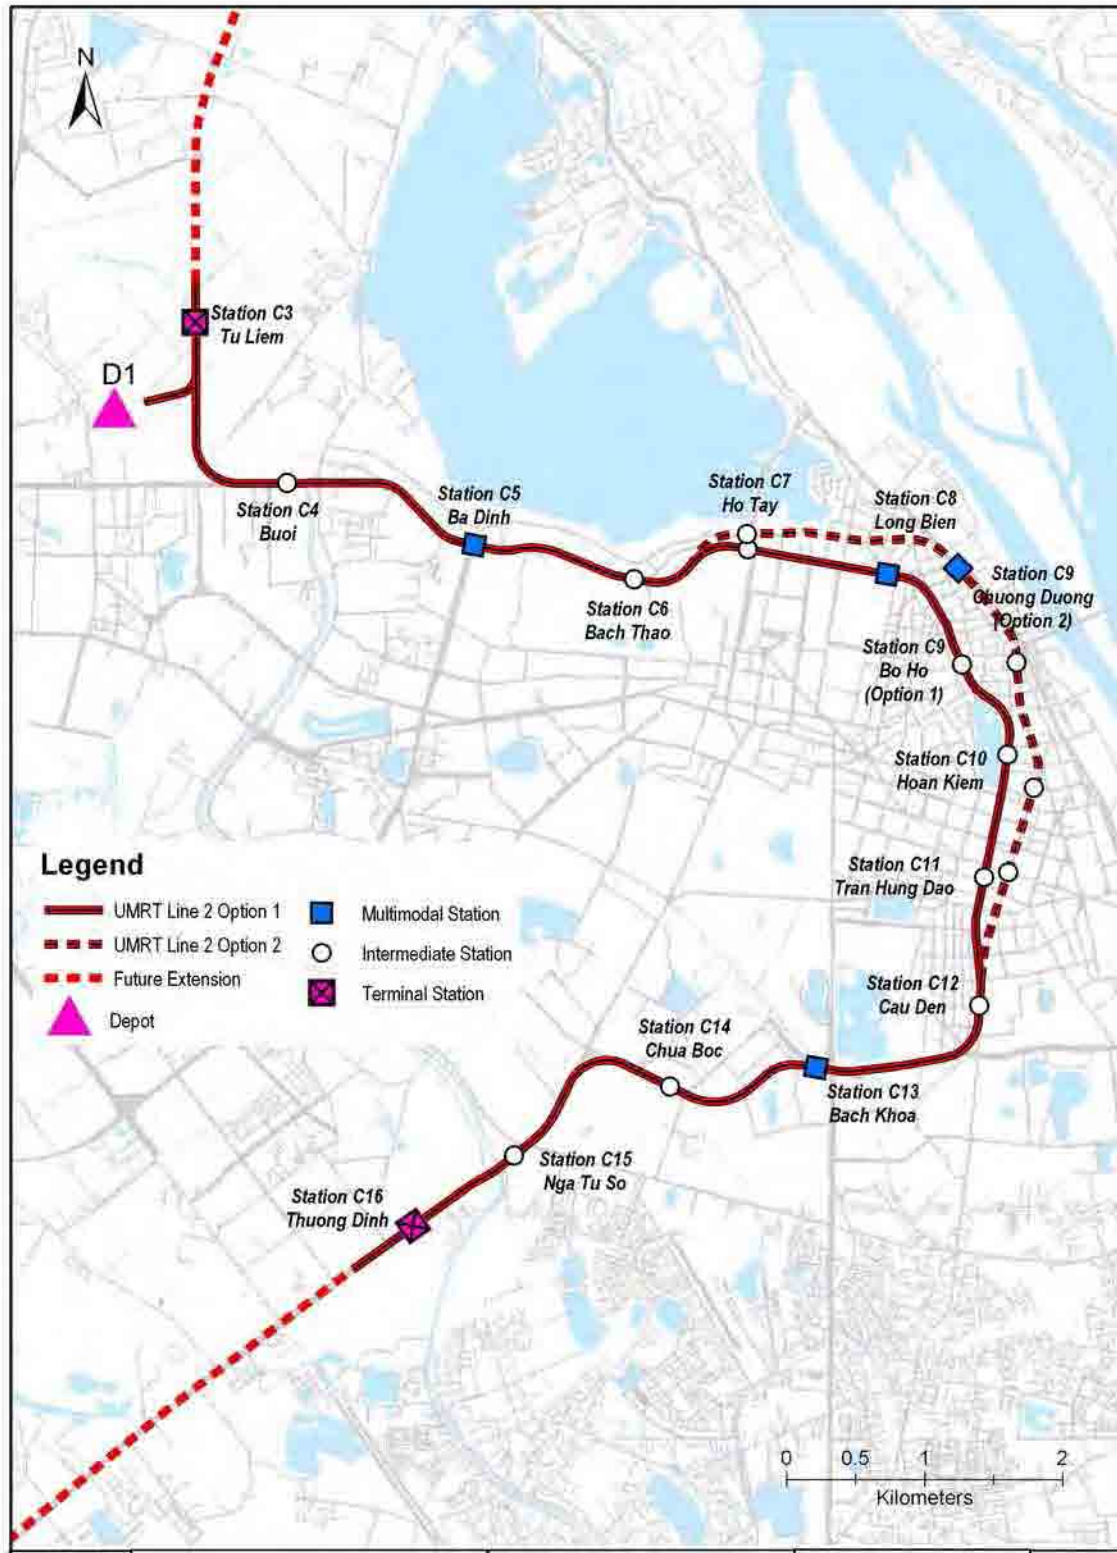 N
Station C3
Tu Liem
D1
Station C4
Buoi
Station C5
Ba Dinh
Station C6
Bach Thao
Station C7
Ho Tay
Station C8
Long Bien
Station C9
Chuong Duong
(Option 2)
Station C9
Bo Ho
(Option 1)
Station C10
Hoan Kiem
Station C11
Tran Hung Dao
Station C12
Cau Den
Station C13
Bach Khoa
Station C14
Chua Boc
Station C15
Nga Tu So
Station C16
Thuong Dinh
Legend
UMRT Line 2 Option 1
UMRT Line 2 Option 2
Future Extension
Depot
Multimodal Station
Intermediate Station
Terminal Station
0 0.5 1 2
Kilometers